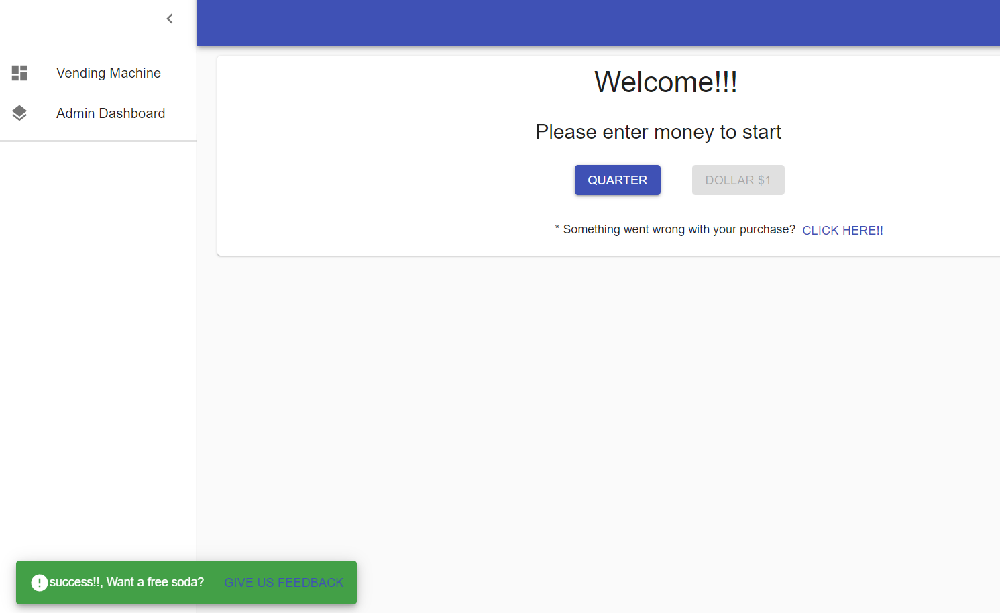 Vending Machine
Admin Dashboard
Welcome!!!
Please enter money to start
QUARTER DOLLAR $1
* Something went wrong with your purchase? CLICK HERE!!
success!!, Want a free soda? GIVE US FEEDBACK